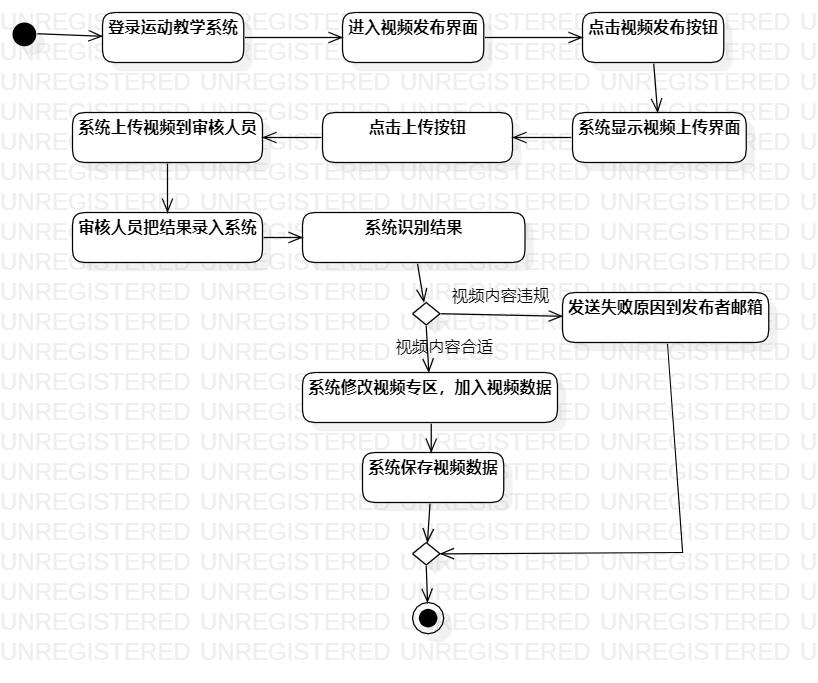 登录运动教学系统
进入视频发布界面
点击视频发布按钮
系统上传视频到审核人员
点击上传按钮
系统显示视频上传界面
审核人员把结果录入系统
系统识别结果
视频内容违规
发送失败原因到发布者邮箱
视频内容合适
系统修改视频专区，加入视频数据
系统保存视频数据
UNREGISTERED